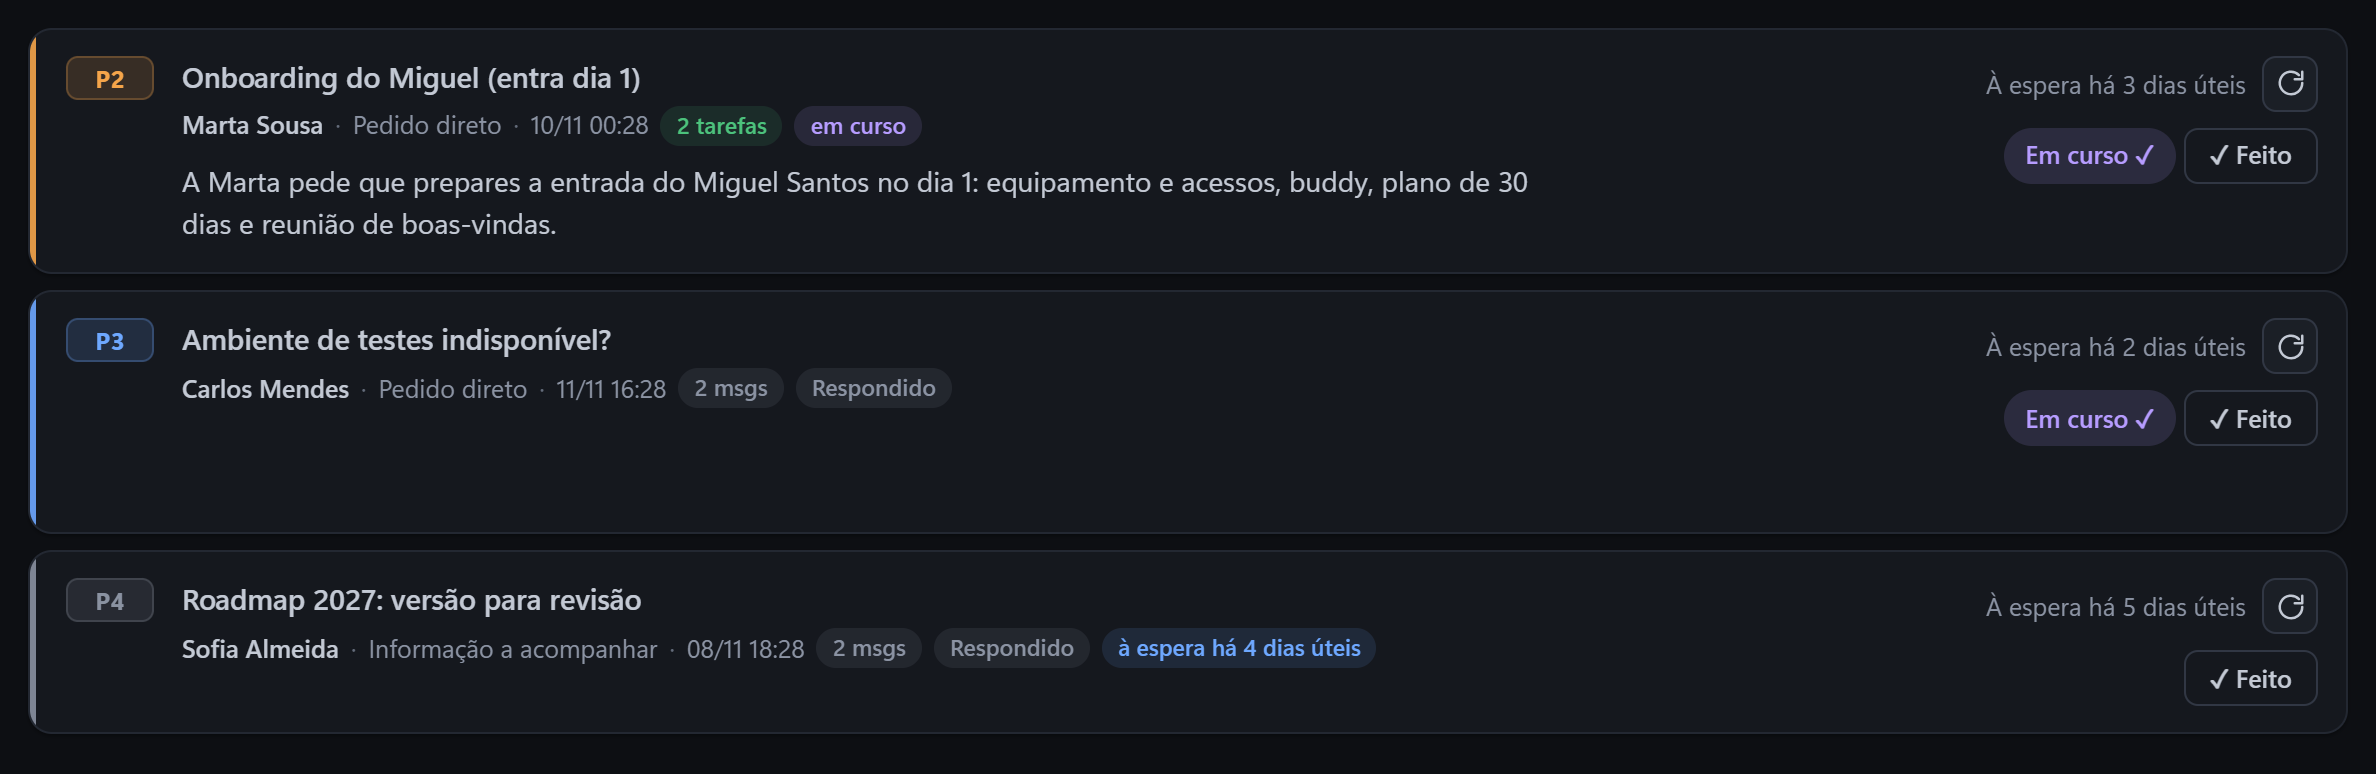 P2 Onboarding do Miguel (entra dia 1) À espera há 3 dias úteis
Marta Sousa · Pedido direto · 10/11 00:28 2 tarefas em curso
Em curso ✓ ✓ Feito
A Marta pede que prepares a entrada do Miguel Santos no dia 1: equipamento e acessos, buddy, plano de 30
dias e reunião de boas-vindas.
P3 Ambiente de testes indisponível? À espera há 2 dias úteis
Carlos Mendes · Pedido direto · 11/11 16:28 2 msgs Respondido
Em curso ✓ ✓ Feito
P4 Roadmap 2027: versão para revisão À espera há 5 dias úteis
Sofia Almeida · Informação a acompanhar · 08/11 18:28 2 msgs Respondido à espera há 4 dias úteis
✓ Feito